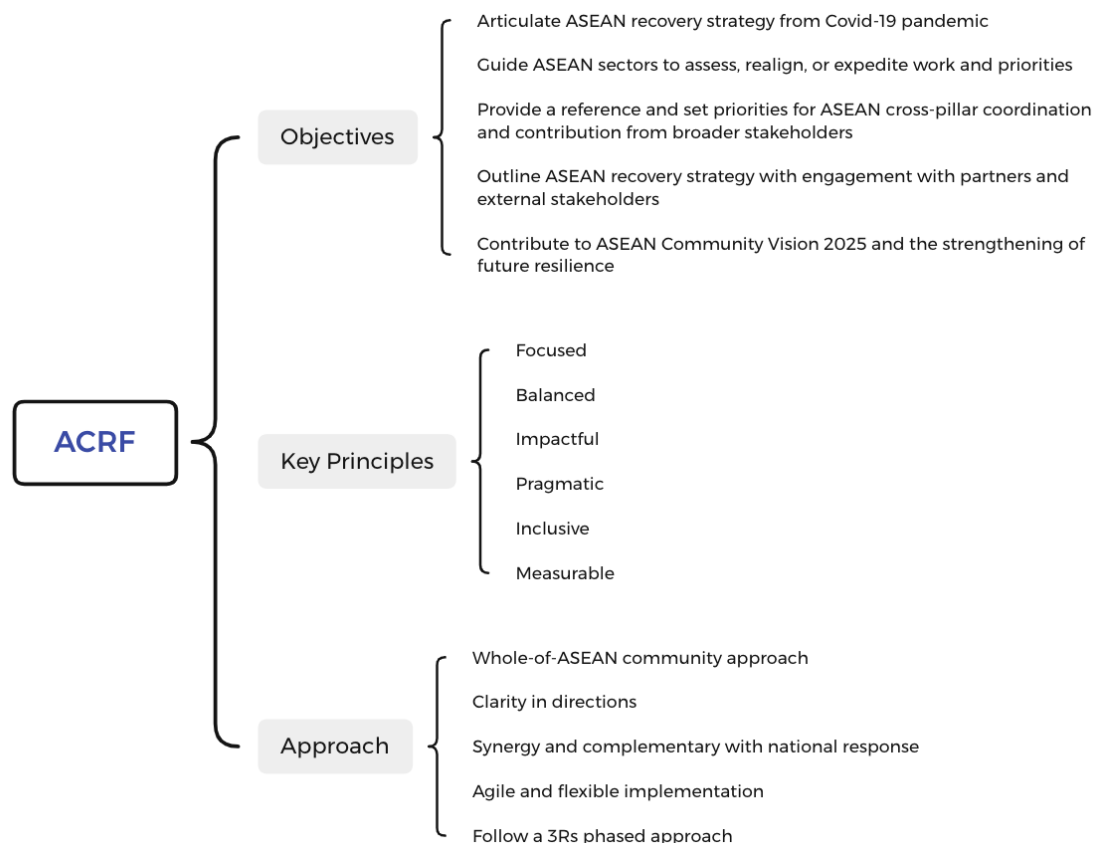 ACRF
Objectives
Articulate ASEAN recovery strategy from Covid-19 pandemic
Guide ASEAN sectors to assess, realign, or expedite work and priorities
Provide a reference and set priorities for ASEAN cross-pillar coordination
and contribution from broader stakeholders
Outline ASEAN recovery strategy with engagement with partners and
external stakeholders
Contribute to ASEAN Community Vision 2025 and the strengthening of
future resilience
Key Principles
Focused
Balanced
Impactful
Pragmatic
Inclusive
Measurable
Approach
Whole-of-ASEAN community approach
Clarity in directions
Synergy and complementary with national response
Agile and flexible implementation
Follow a 3Rs phased approach